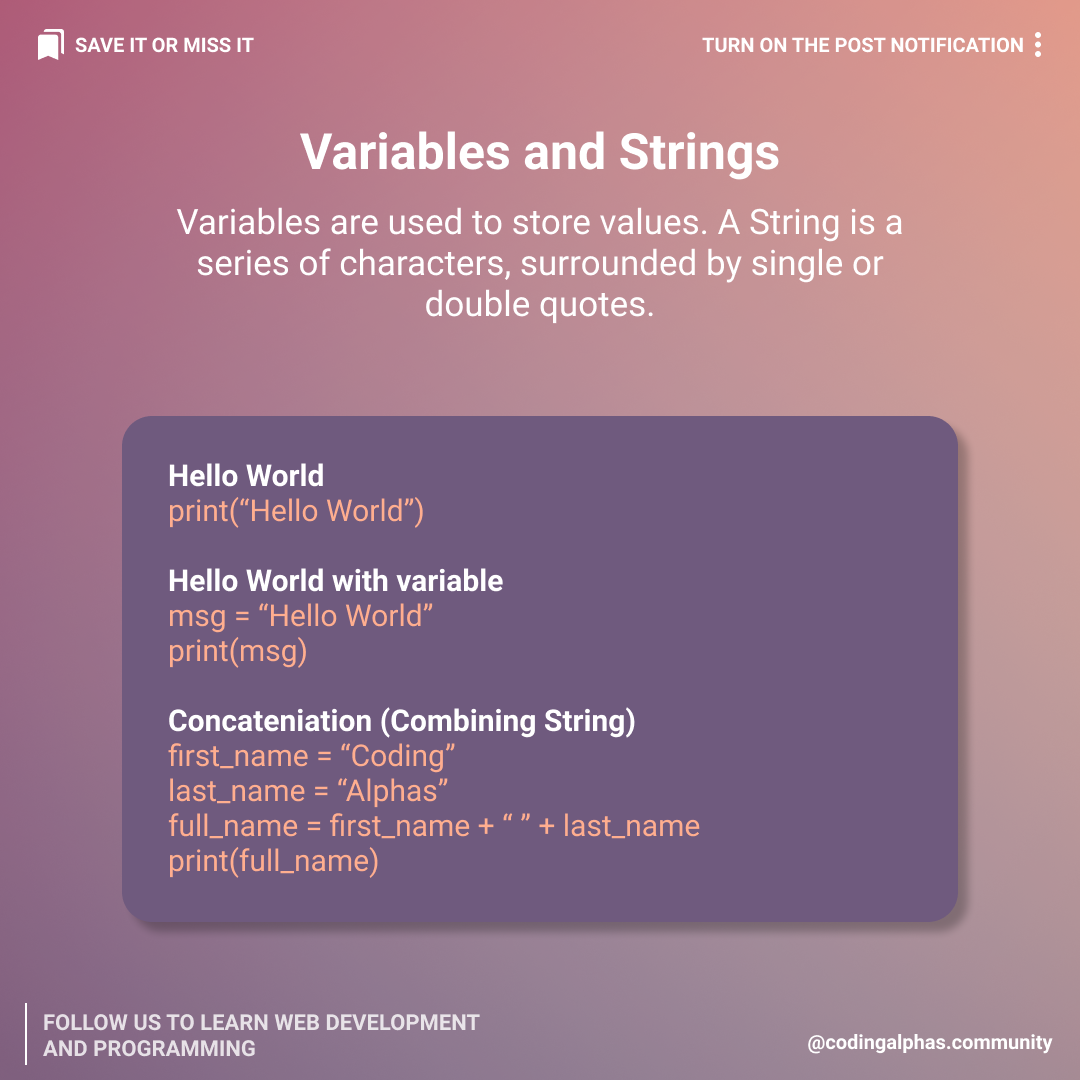 SAVE IT OR MISS IT
TURN ON THE POST NOTIFICATION
Variables and Strings
Variables are used to store values. A String is a
series of characters, surrounded by single or
double quotes.
Hello World
print(“Hello World”)
Hello World with variable
msg = “Hello World”
print(msg)
Concateniation (Combining String)
first_name = “Coding”
last_name = “Alphas”
full_name = first_name + “ ” + last_name
print(full_name)
FOLLOW US TO LEARN WEB DEVELOPMENT
AND PROGRAMMING
@codingalphas.community